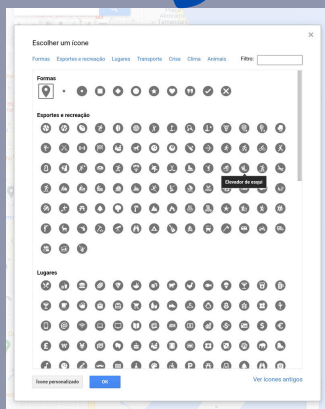 Escolher um ícone
Formas Esportes e recreação Lugares Transporte Crise Clima Animais Filtro:
Formas
Esportes e recreação
Elevador de esqui
Lugares
Ícone personalizado OK Ver ícones antigos